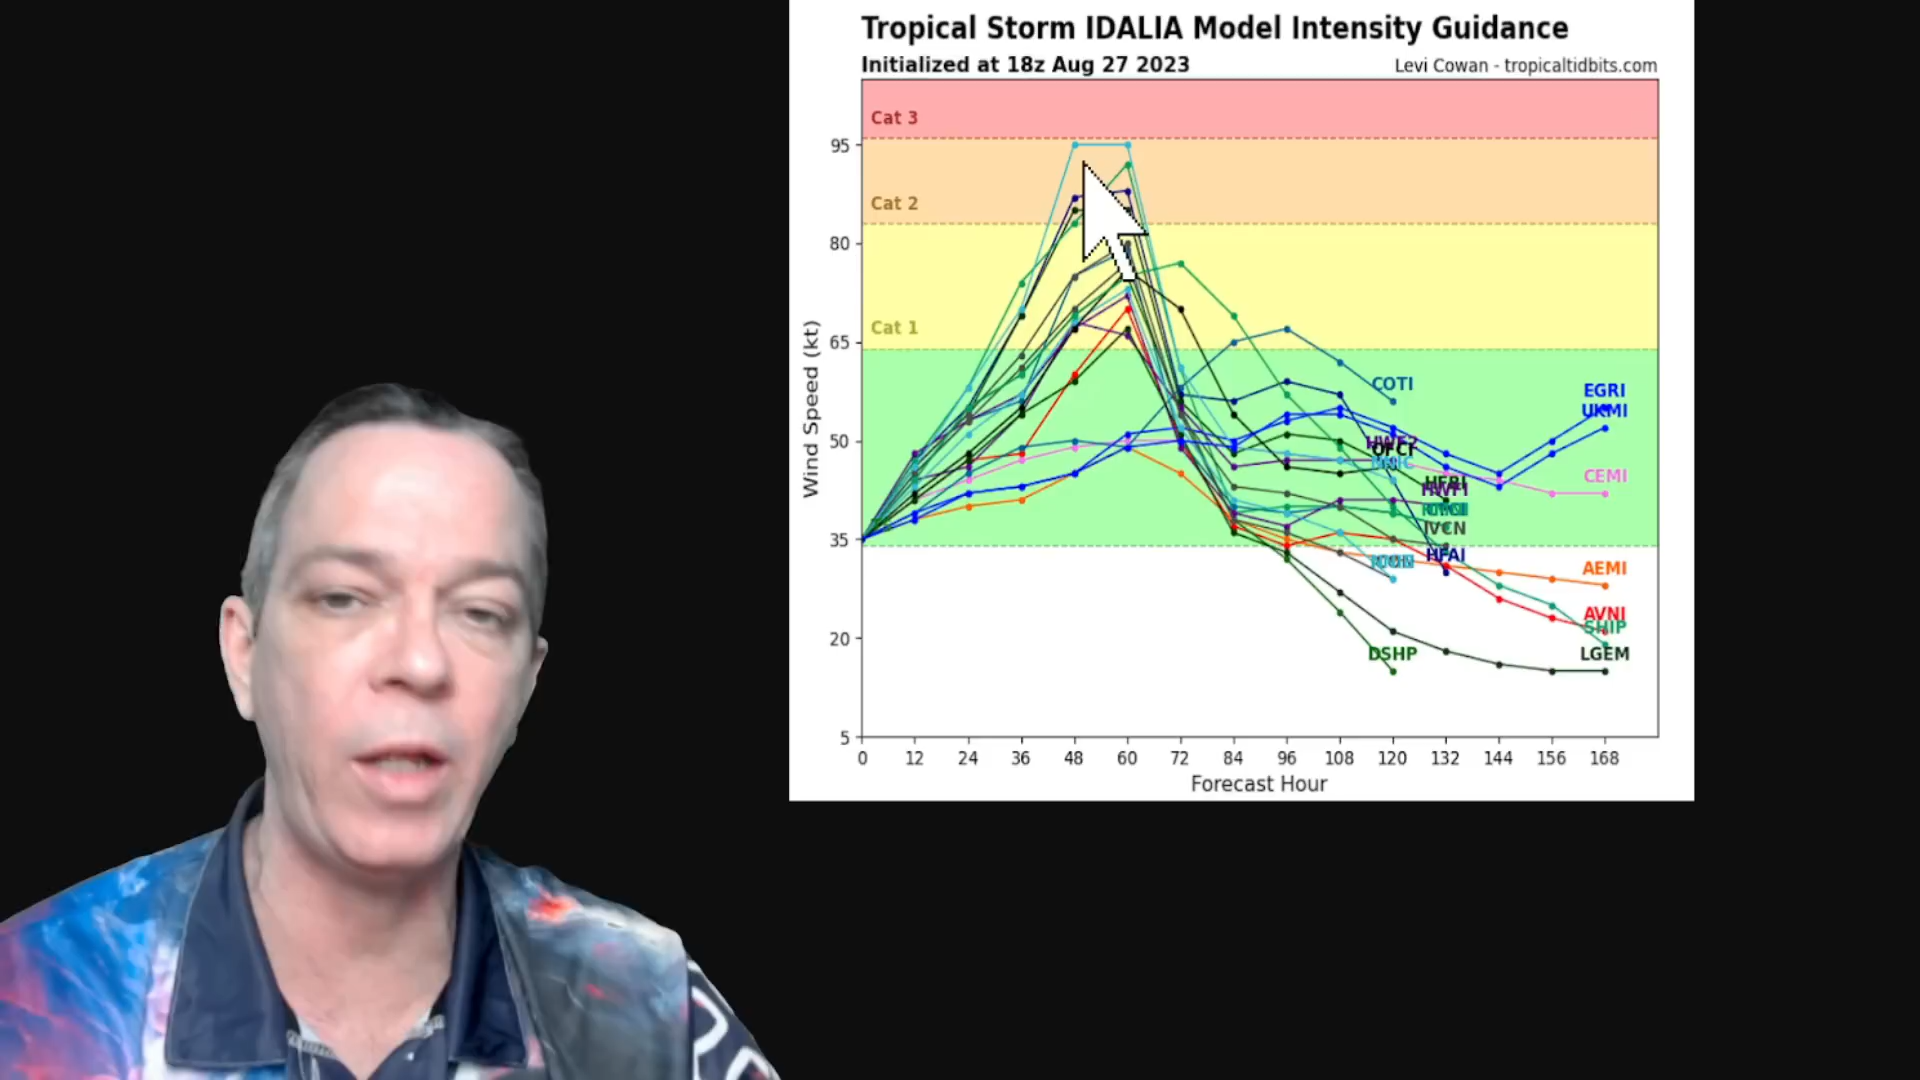 Tropical Storm IDALIA Model Intensity Guidance
Initialized at 18z Aug 27 2023
Levi Cowan - tropicaltidbits.com
Cat 3
95
Cat 2
80
Cat 1
65
Wind Speed (kt)
COTI
EGRI
UKMI
50
HWF2
OFCI
CEMI
HWFI
IVCN
35
HFAI
AEMI
AVNI
SHIP
20
DSHP
LGEM
5
0 12 24 36 48 60 72 84 96 108 120 132 144 156 168
Forecast Hour